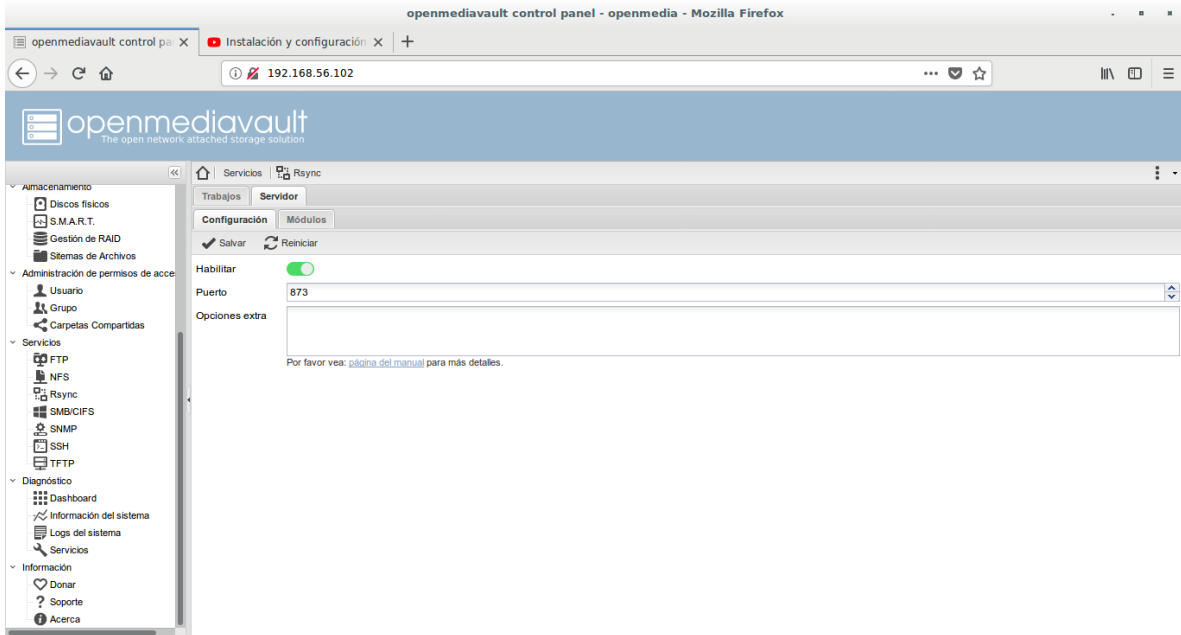 openmediavault control panel - openmedia - Mozilla Firefox
openmediavault control pa
Instalación y configuración
192.168.56.102
openmediavault
The open network attached storage solution
Servicios Rsync
Almacenamiento
Discos físicos
S.M.A.R.T.
Gestión de RAID
Sitemas de Archivos
Administración de permisos de acce
Usuario
Grupo
Carpetas Compartidas
Servicios
FTP
NFS
Rsync
SMB/CIFS
SNMP
SSH
TFTP
Diagnóstico
Dashboard
Información del sistema
Logs del sistema
Servicios
Información
Donar
Soporte
Acerca
Trabajos Servidor
Configuración Módulos
Salvar Reiniciar
Habilitar
Puerto 873
Opciones extra
Por favor vea: página del manual para más detalles.